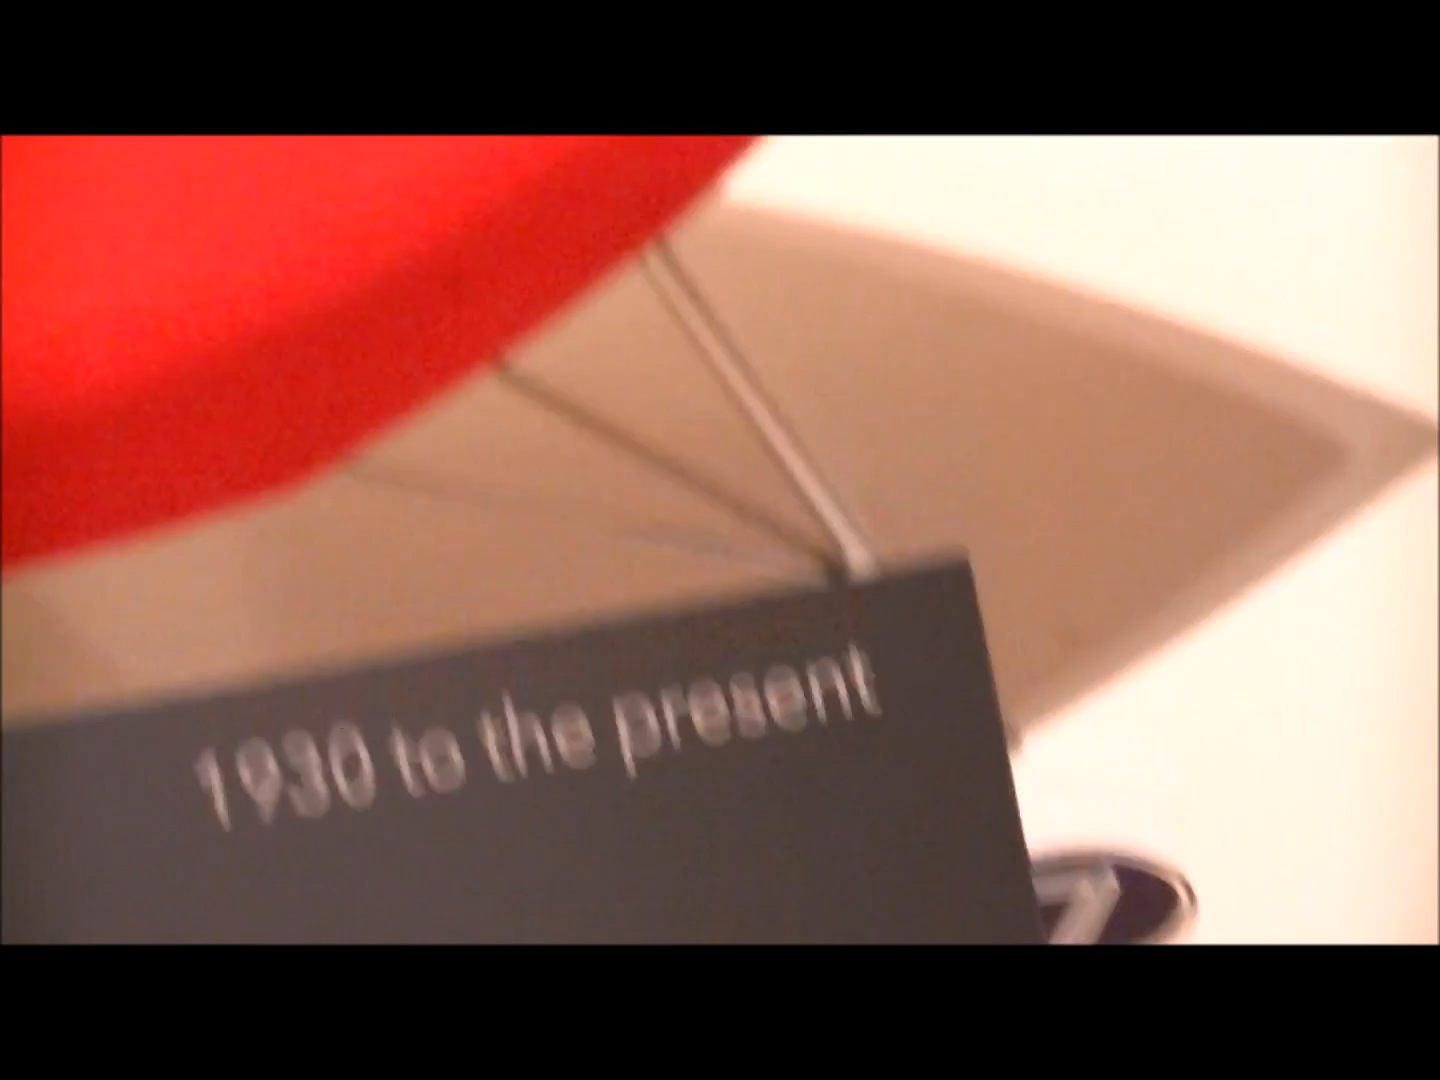 1930 to the present